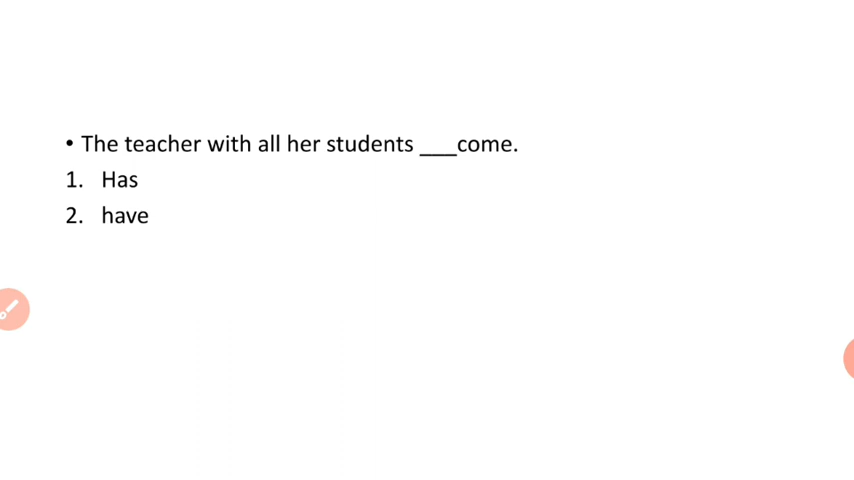 • The teacher with all her students ___come.
1. Has
2. have